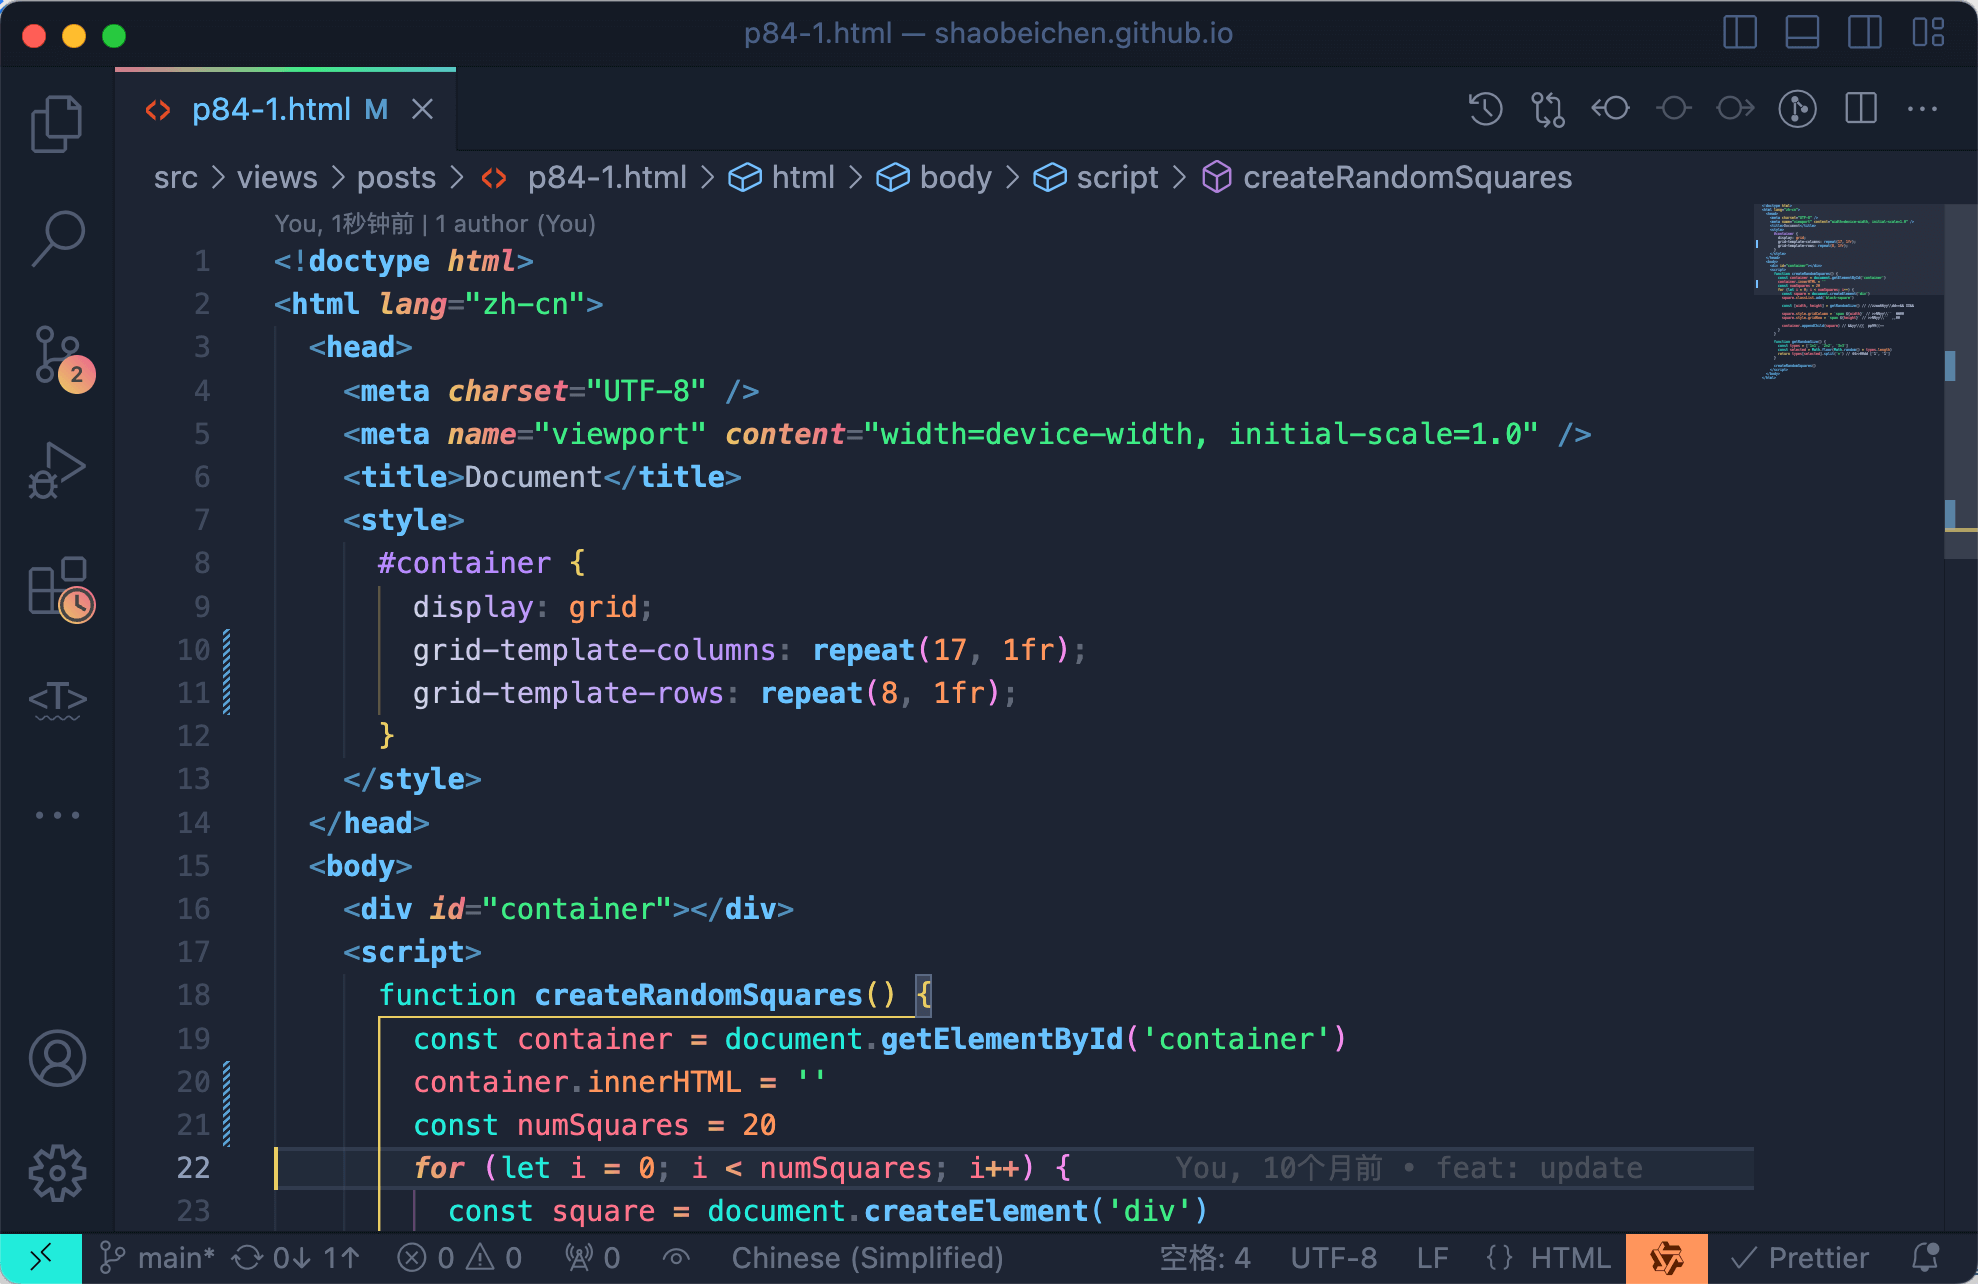 p84-1.html — shaobeichen.github.io
p84-1.html M
src > views > posts > p84-1.html > html > body > script > createRandomSquares
You, 1秒钟前 | 1 author (You)
1 <!doctype html>
2 <html lang="zh-cn">
3 <head>
4 <meta charset="UTF-8" />
5 <meta name="viewport" content="width=device-width, initial-scale=1.0" />
6 <title>Document</title>
7 <style>
8 #container {
9 display: grid;
10 grid-template-columns: repeat(17, 1fr);
11 grid-template-rows: repeat(8, 1fr);
12 }
13 </style>
14 </head>
15 <body>
16 <div id="container"></div>
17 <script>
18 function createRandomSquares() {
19 const container = document.getElementById('container')
20 container.innerHTML = ''
21 const numSquares = 20
22 for (let i = 0; i < numSquares; i++) { You, 10个月前 • feat: update
23 const square = document.createElement('div')
2
<T>
main* 0↓ 1↑ 0 0 0 Chinese (Simplified) 空格: 4 UTF-8 LF {} HTML Prettier